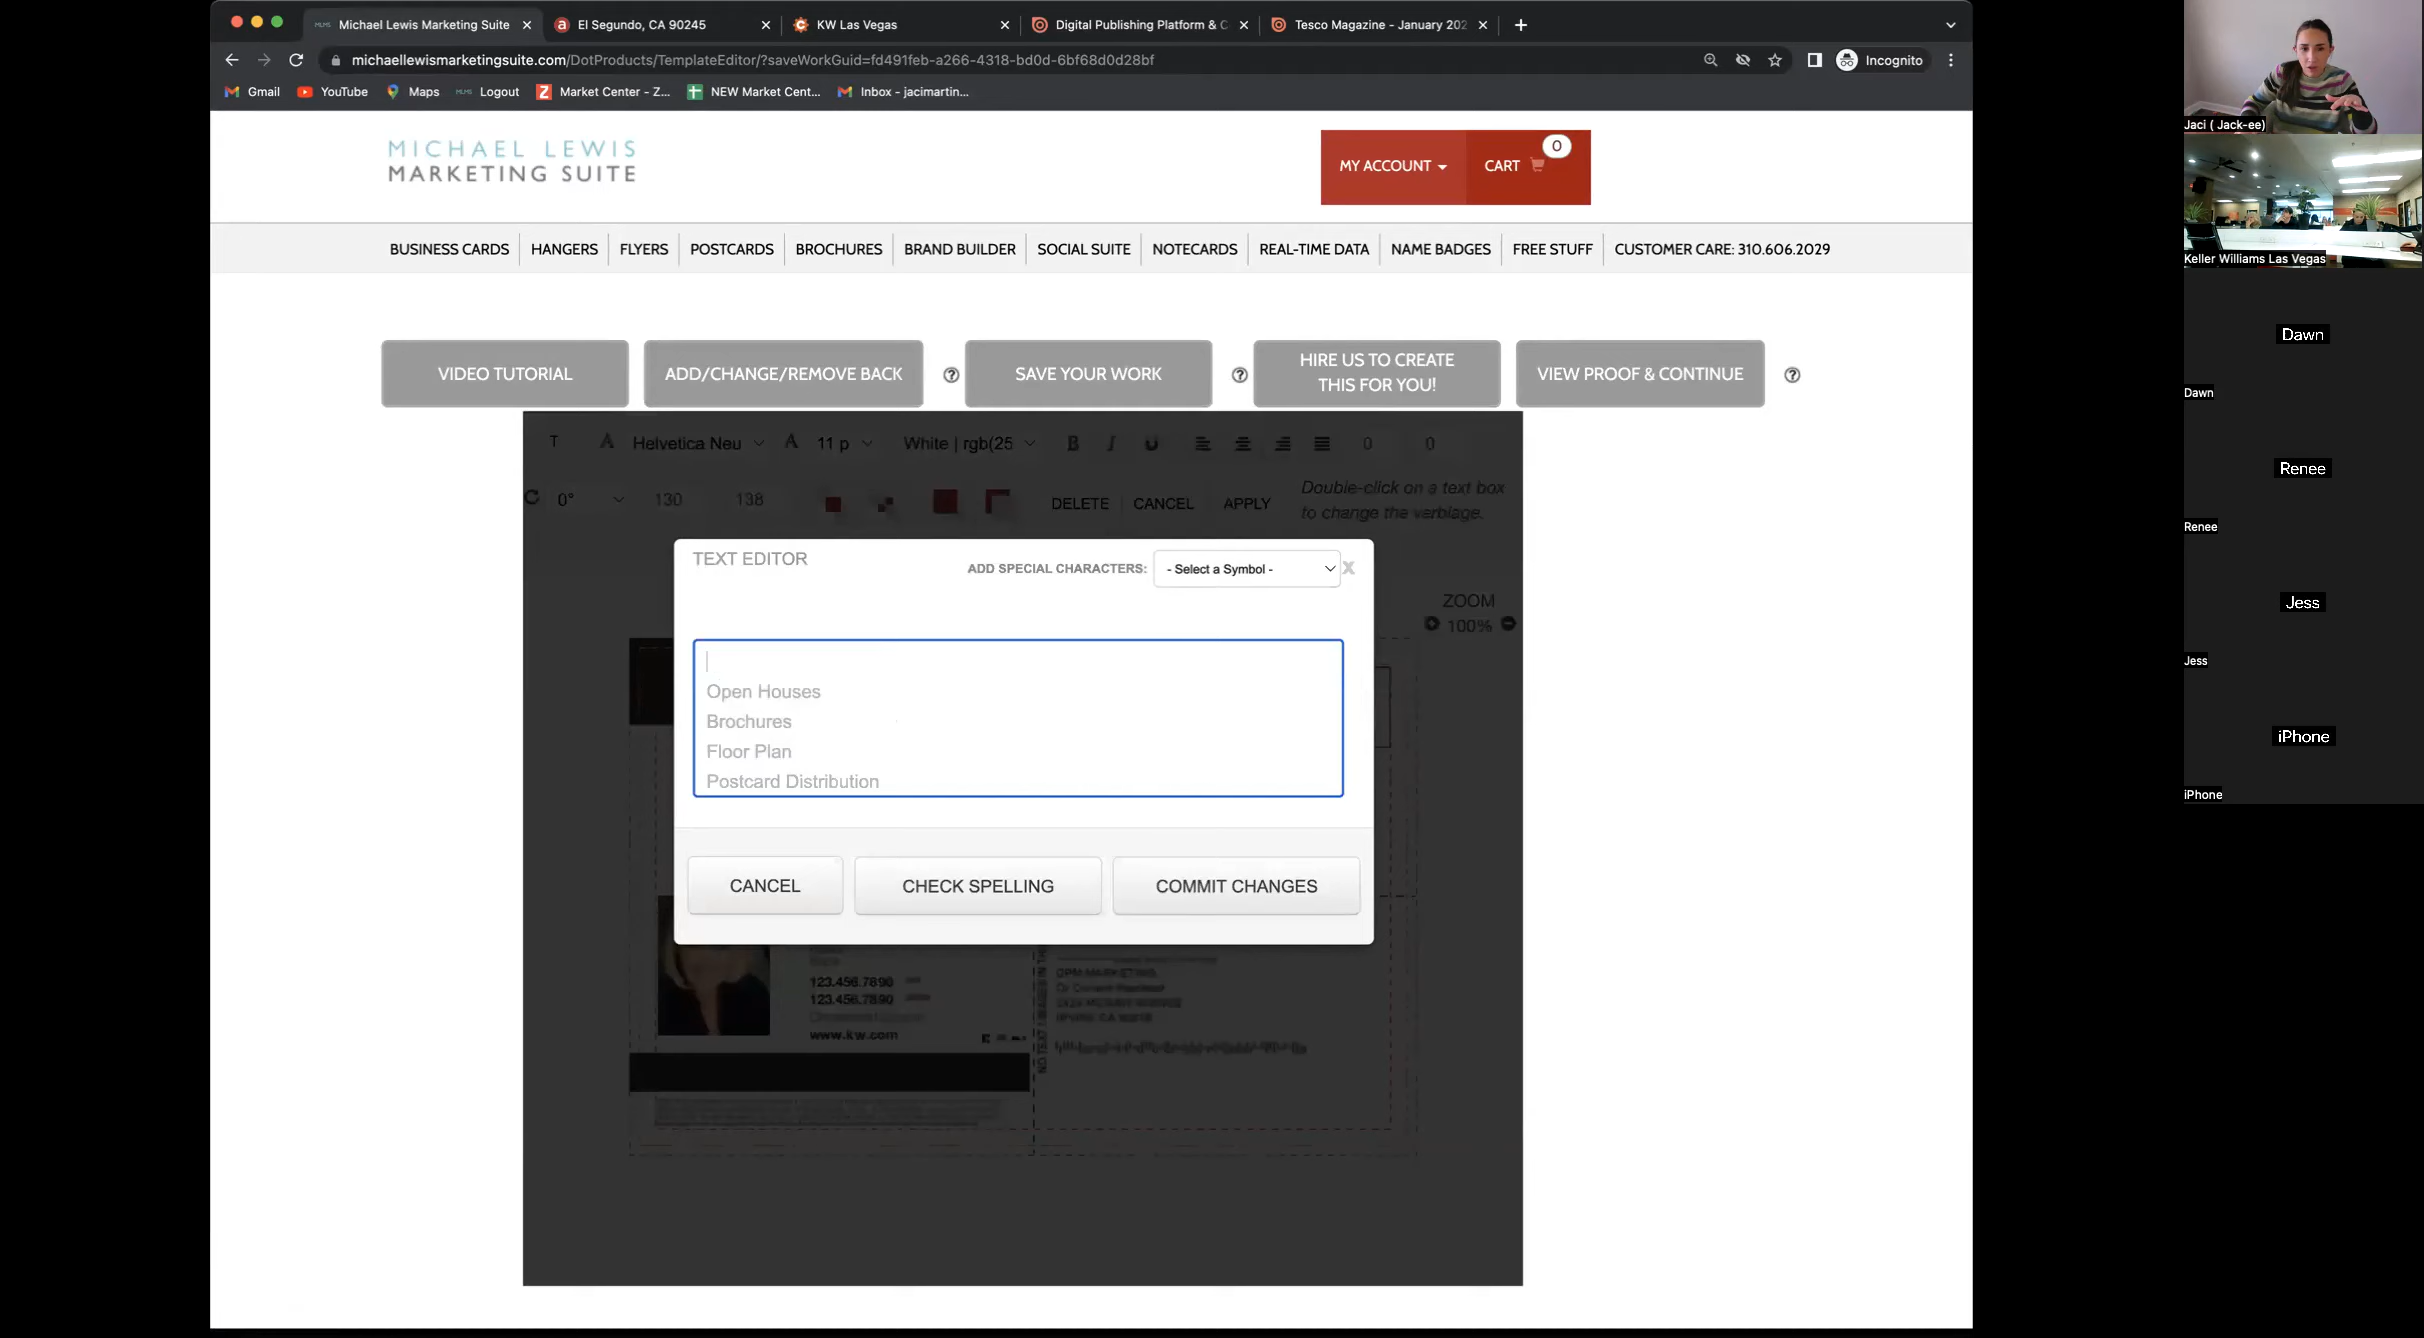 Michael Lewis Marketing Suite
El Segundo, CA 90245
KW Las Vegas
Digital Publishing Platform & C
Tesco Magazine - January 202
michaellewismarketingsuite.com/DotProducts/TemplateEditor/?saveWorkGuid=fd491feb-a266-4318-bd0d-6bf68d0d28bf
Incognito
Gmail
YouTube
Maps
Logout
Market Center - Z...
NEW Market Cent...
Inbox - jacimartin...
MICHAEL LEWIS
MARKETING SUITE
MY ACCOUNT
CART
0
BUSINESS CARDS
HANGERS
FLYERS
POSTCARDS
BROCHURES
BRAND BUILDER
SOCIAL SUITE
NOTECARDS
REAL-TIME DATA
NAME BADGES
FREE STUFF
CUSTOMER CARE: 310.606.2029
VIDEO TUTORIAL
ADD/CHANGE/REMOVE BACK
SAVE YOUR WORK
HIRE US TO CREATE
THIS FOR YOU!
VIEW PROOF & CONTINUE
T
Helvetica Neu
11 p
White | rgb(25
0
0
0°
130
138
DELETE
CANCEL
APPLY
Double-click on a text box
to change the verbiage.
TEXT EDITOR
ADD SPECIAL CHARACTERS:
- Select a Symbol -
X
ZOOM
100%
Open Houses
Brochures
Floor Plan
Postcard Distribution
CANCEL
CHECK SPELLING
COMMIT CHANGES
123.456.7890
123.456.7890
www.kw.com
Jaci ( Jack-ee)
Keller Williams Las Vegas
Dawn
Dawn
Renee
Renee
Jess
Jess
iPhone
iPhone